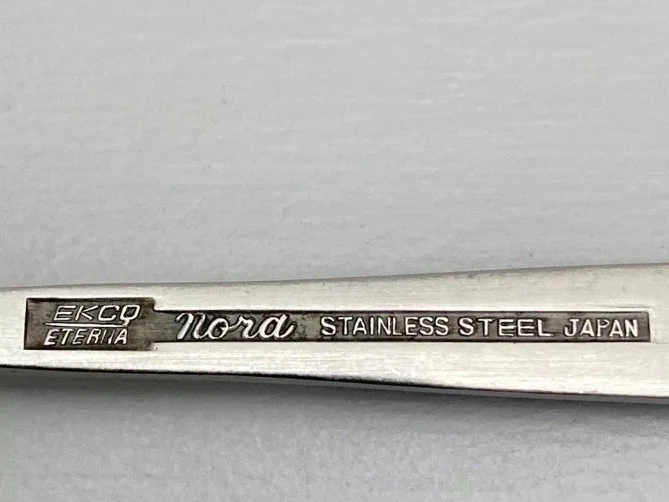 EKCO
ETERNA
Nora STAINLESS STEEL JAPAN